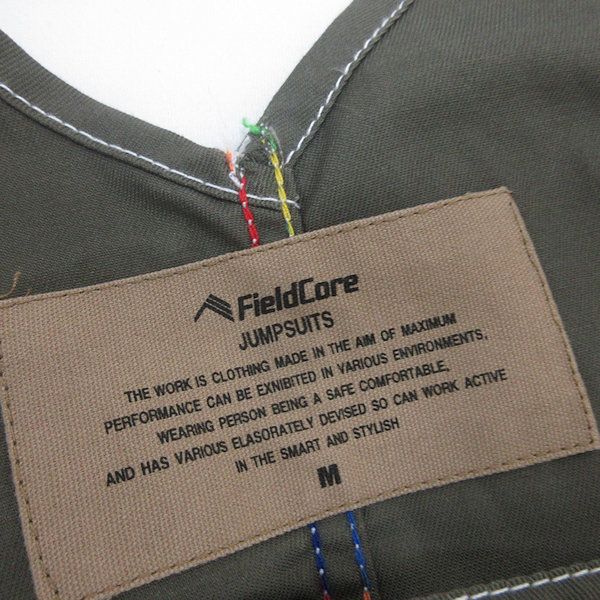 FieldCore
JUMPSUITS
THE WORK IS CLOTHING MADE IN THE AIM OF MAXIMUM
PERFORMANCE CAN BE EXNIBITED IN VARIOUS ENVIRONMENTS,
WEARING PERSON BEING A SAFE COMFORTABLE.
AND HAS VARIOUS ELASORATELY DEVISED SO CAN WORK ACTIVE
IN THE SMART AND STYLISH
M